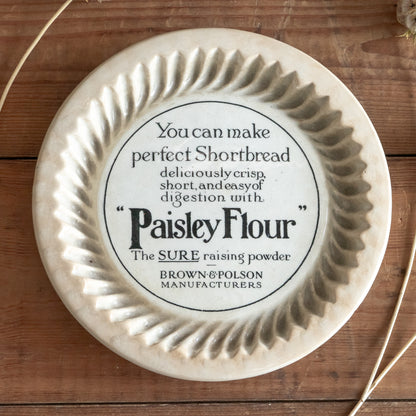 You can make
perfect Shortbread
deliciously crisp,
short, and easy of
digestion with
"Paisley Flour"
The SURE raising powder
BROWN & POLSON
MANUFACTURERS